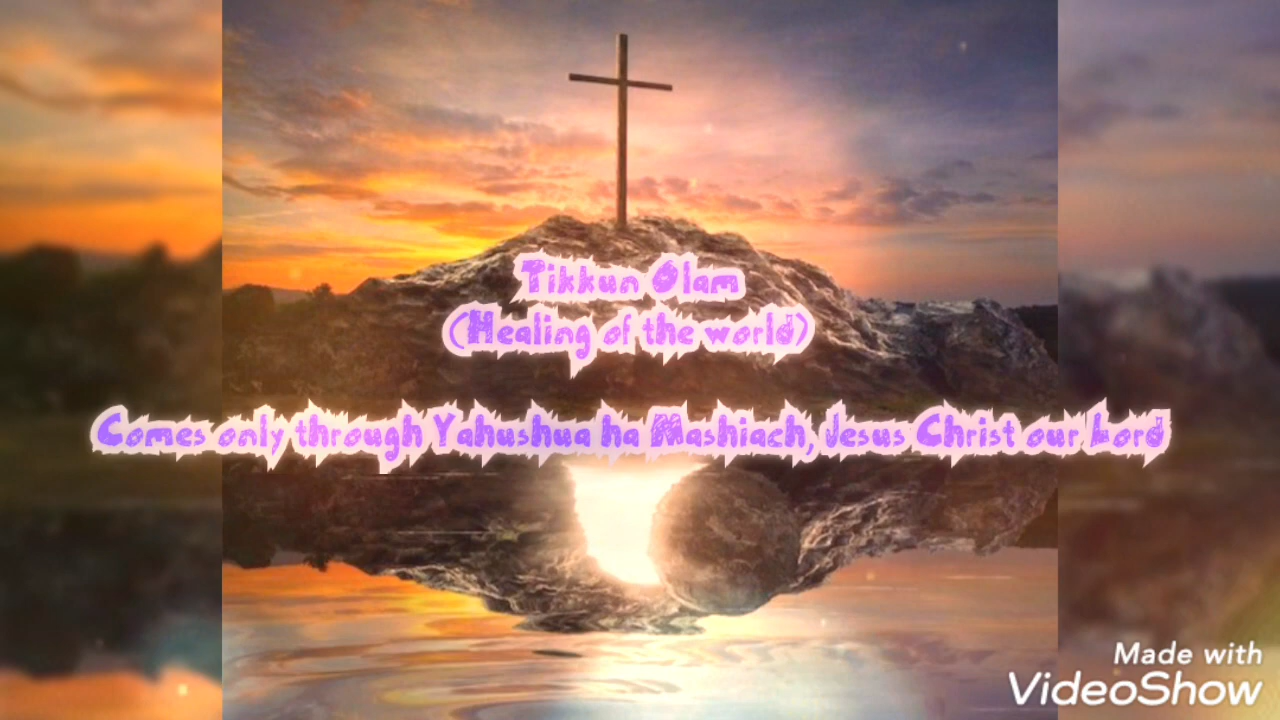 Tikkun Olam
(Healing of the world)
Comes only through Yahushua ha Mashiach, Jesus Christ our Lord
Made with
VideoShow